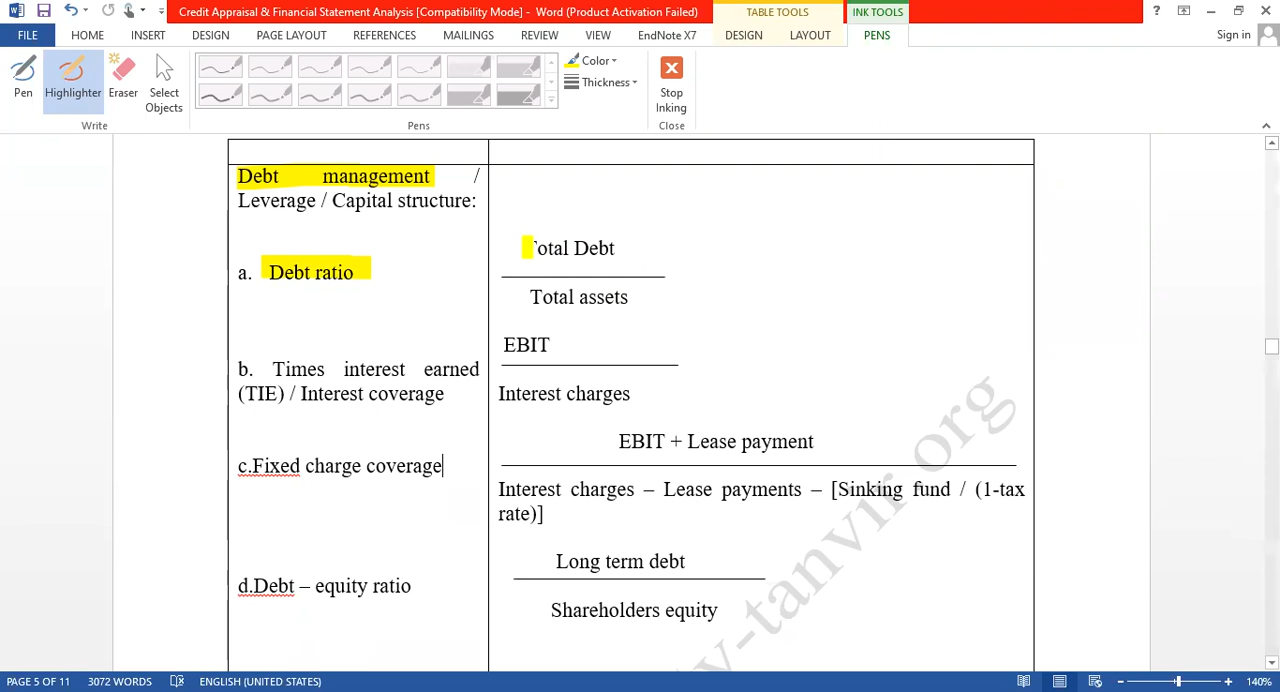 Credit Appraisal & Financial Statement Analysis [Compatibility Mode] - Word (Product Activation Failed)
TABLE TOOLS
INK TOOLS
?
FILE
HOME
INSERT
DESIGN
PAGE LAYOUT
REFERENCES
MAILINGS
REVIEW
VIEW
EndNote X7
DESIGN
LAYOUT
PENS
Sign in
Pen
Highlighter
Eraser
Select Objects
Color
Thickness
Stop Inking
Write
Pens
Close
Debt management /
Leverage / Capital structure:
a. Debt ratio
Total Debt
Total assets
b. Times interest earned
(TIE) / Interest coverage
EBIT
Interest charges
c.Fixed charge coverage
EBIT + Lease payment
Interest charges – Lease payments – [Sinking fund / (1-tax
rate)]
d.Debt – equity ratio
Long term debt
Shareholders equity
y-tanvir.org
PAGE 5 OF 11
3072 WORDS
ENGLISH (UNITED STATES)
140%